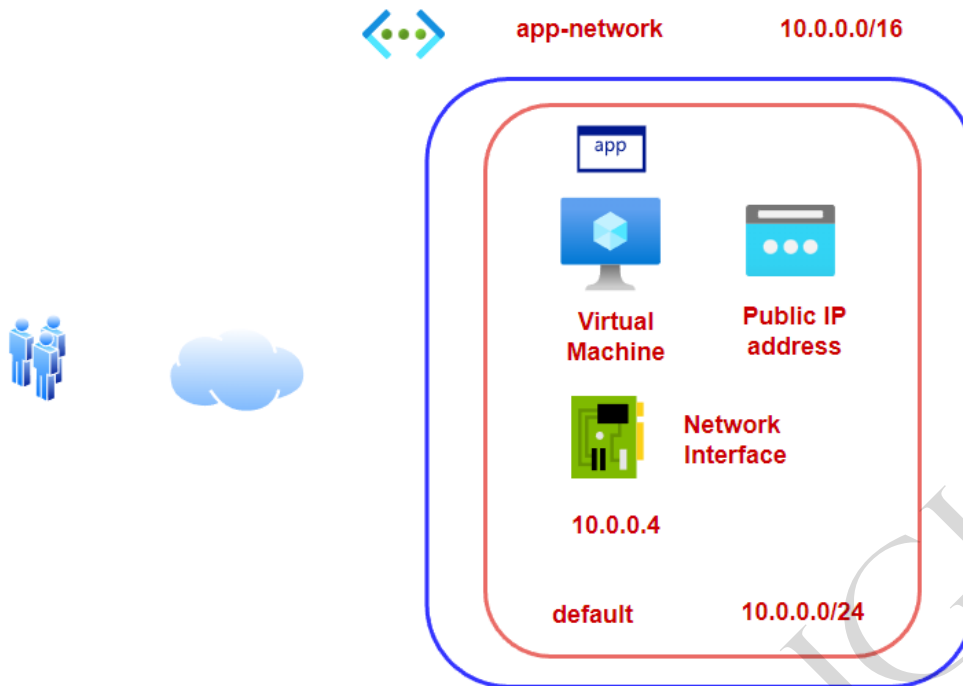 app-network 10.0.0.0/16
app
Virtual
Machine
Public IP
address
Network
Interface
10.0.0.4
default 10.0.0.0/24